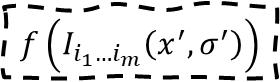 f(I_{i_1...i_m}(x′, σ′))